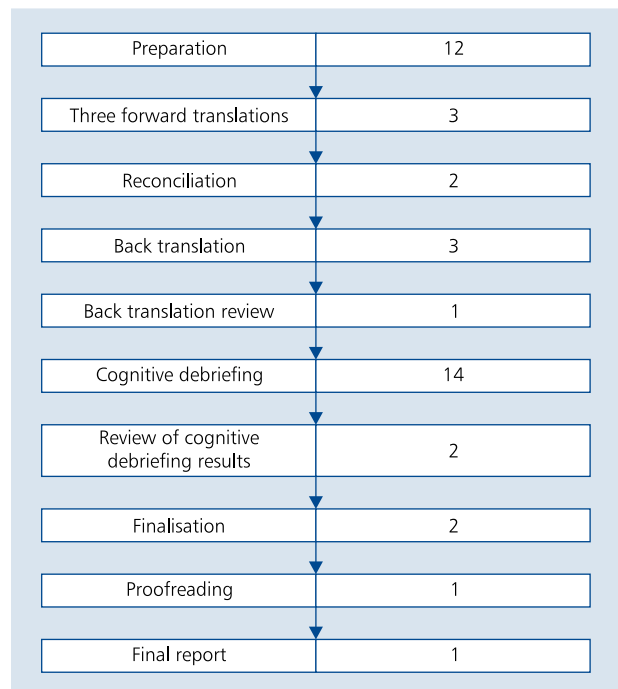 Preparation 12
Three forward translations 3
Reconciliation 2
Back translation 3
Back translation review 1
Cognitive debriefing 14
Review of cognitive
debriefing results 2
Finalisation 2
Proofreading 1
Final report 1